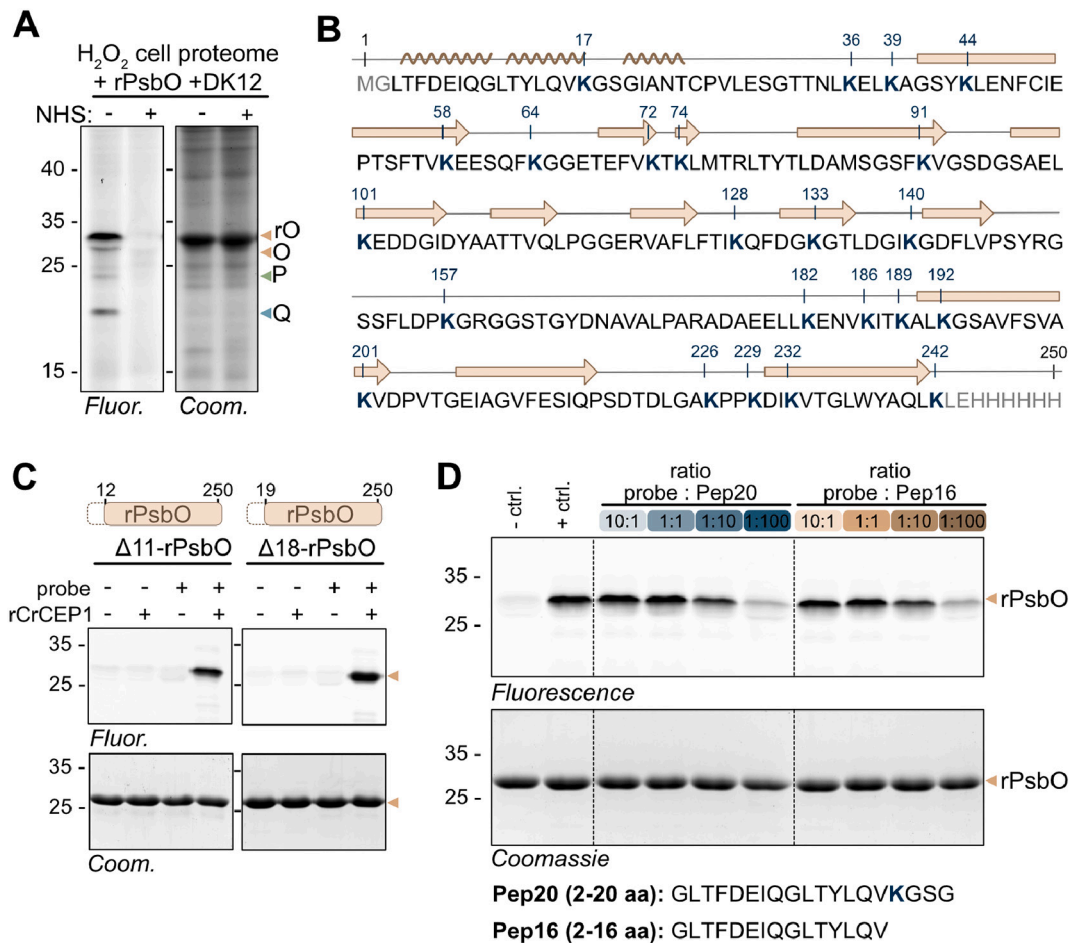 A
H2O2 cell proteome
+ rPsbO +DK12
NHS: - + - +
40 -
35 -
25 -
15 -
rO
O
P
Q
Fluor. Coom.
B
1 17 36 39 44
MGLTFDEIQGLTYLQVKGSGIANTCPVLESGTTNLKELKAGSYKLENFCIE
58 64 72 74 91
PTSFTVKEESQFKGGETEFVKTKLMTRLTYTLDAMSGSFKVGSDGSAEL
101 128 133 140
KEDDGIDYAATTVQLPGGERVAFLFTIKQFDGKGTLDGIKGDFLVPSYRG
157 182 186 189 192
SSFLDPKGRGGSTGYDNAVALPARADAEELLKENVKITKALKGSAVFSVA
201 226 229 232 242 250
KVDPVTGEIAGVFESIQPSDTDLGAKPPKDIKVTGLWYAQLKLEHHHHHH
C
12 250 19 250
rPsbO rPsbO
Δ11-rPsbO Δ18-rPsbO
probe - - + + - - + +
rCrCEP1 - + - + - + - +
35 -
25 -
Fluor.
35 -
25 -
Coom.
D
- ctrl.
+ ctrl.
ratio
probe : Pep20
ratio
probe : Pep16
10:1 1:1 1:10 1:100 10:1 1:1 1:10 1:100
35 -
25 -
rPsbO
Fluorescence
35 -
25 -
rPsbO
Coomassie
Pep20 (2-20 aa): GLTFDEIQGLTYLQVKGSG
Pep16 (2-16 aa): GLTFDEIQGLTYLQV